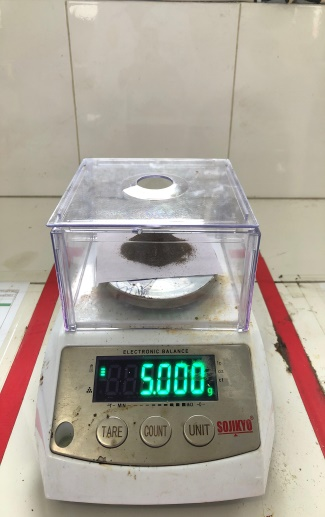 ELECTRONIC BALANCE
5.000 g
TARE COUNT UNIT SOJIKYO